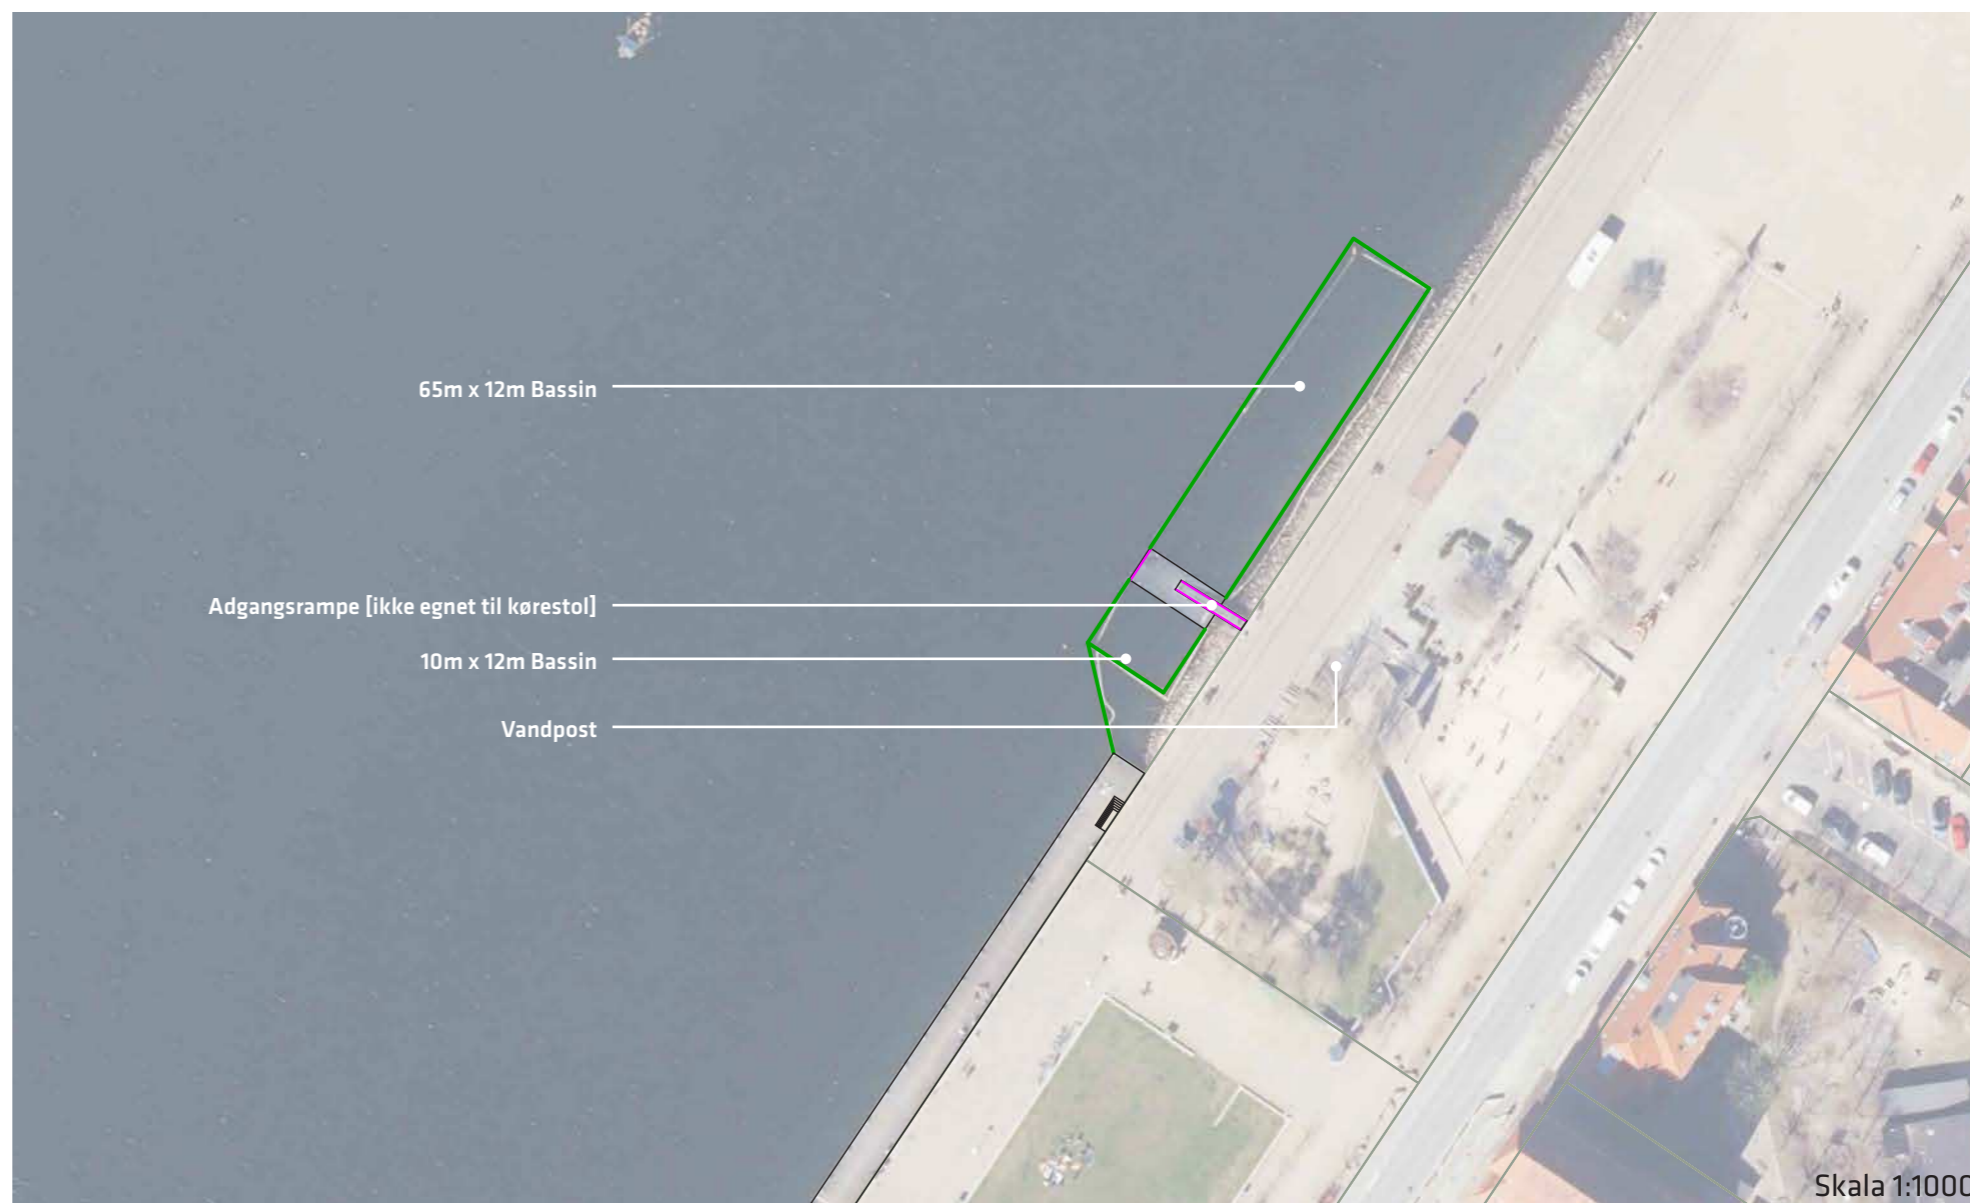 65m x 12m Bassin
Adgangsrampe [ikke egnet til kørestol]
10m x 12m Bassin
Vandpost
Skala 1:1000